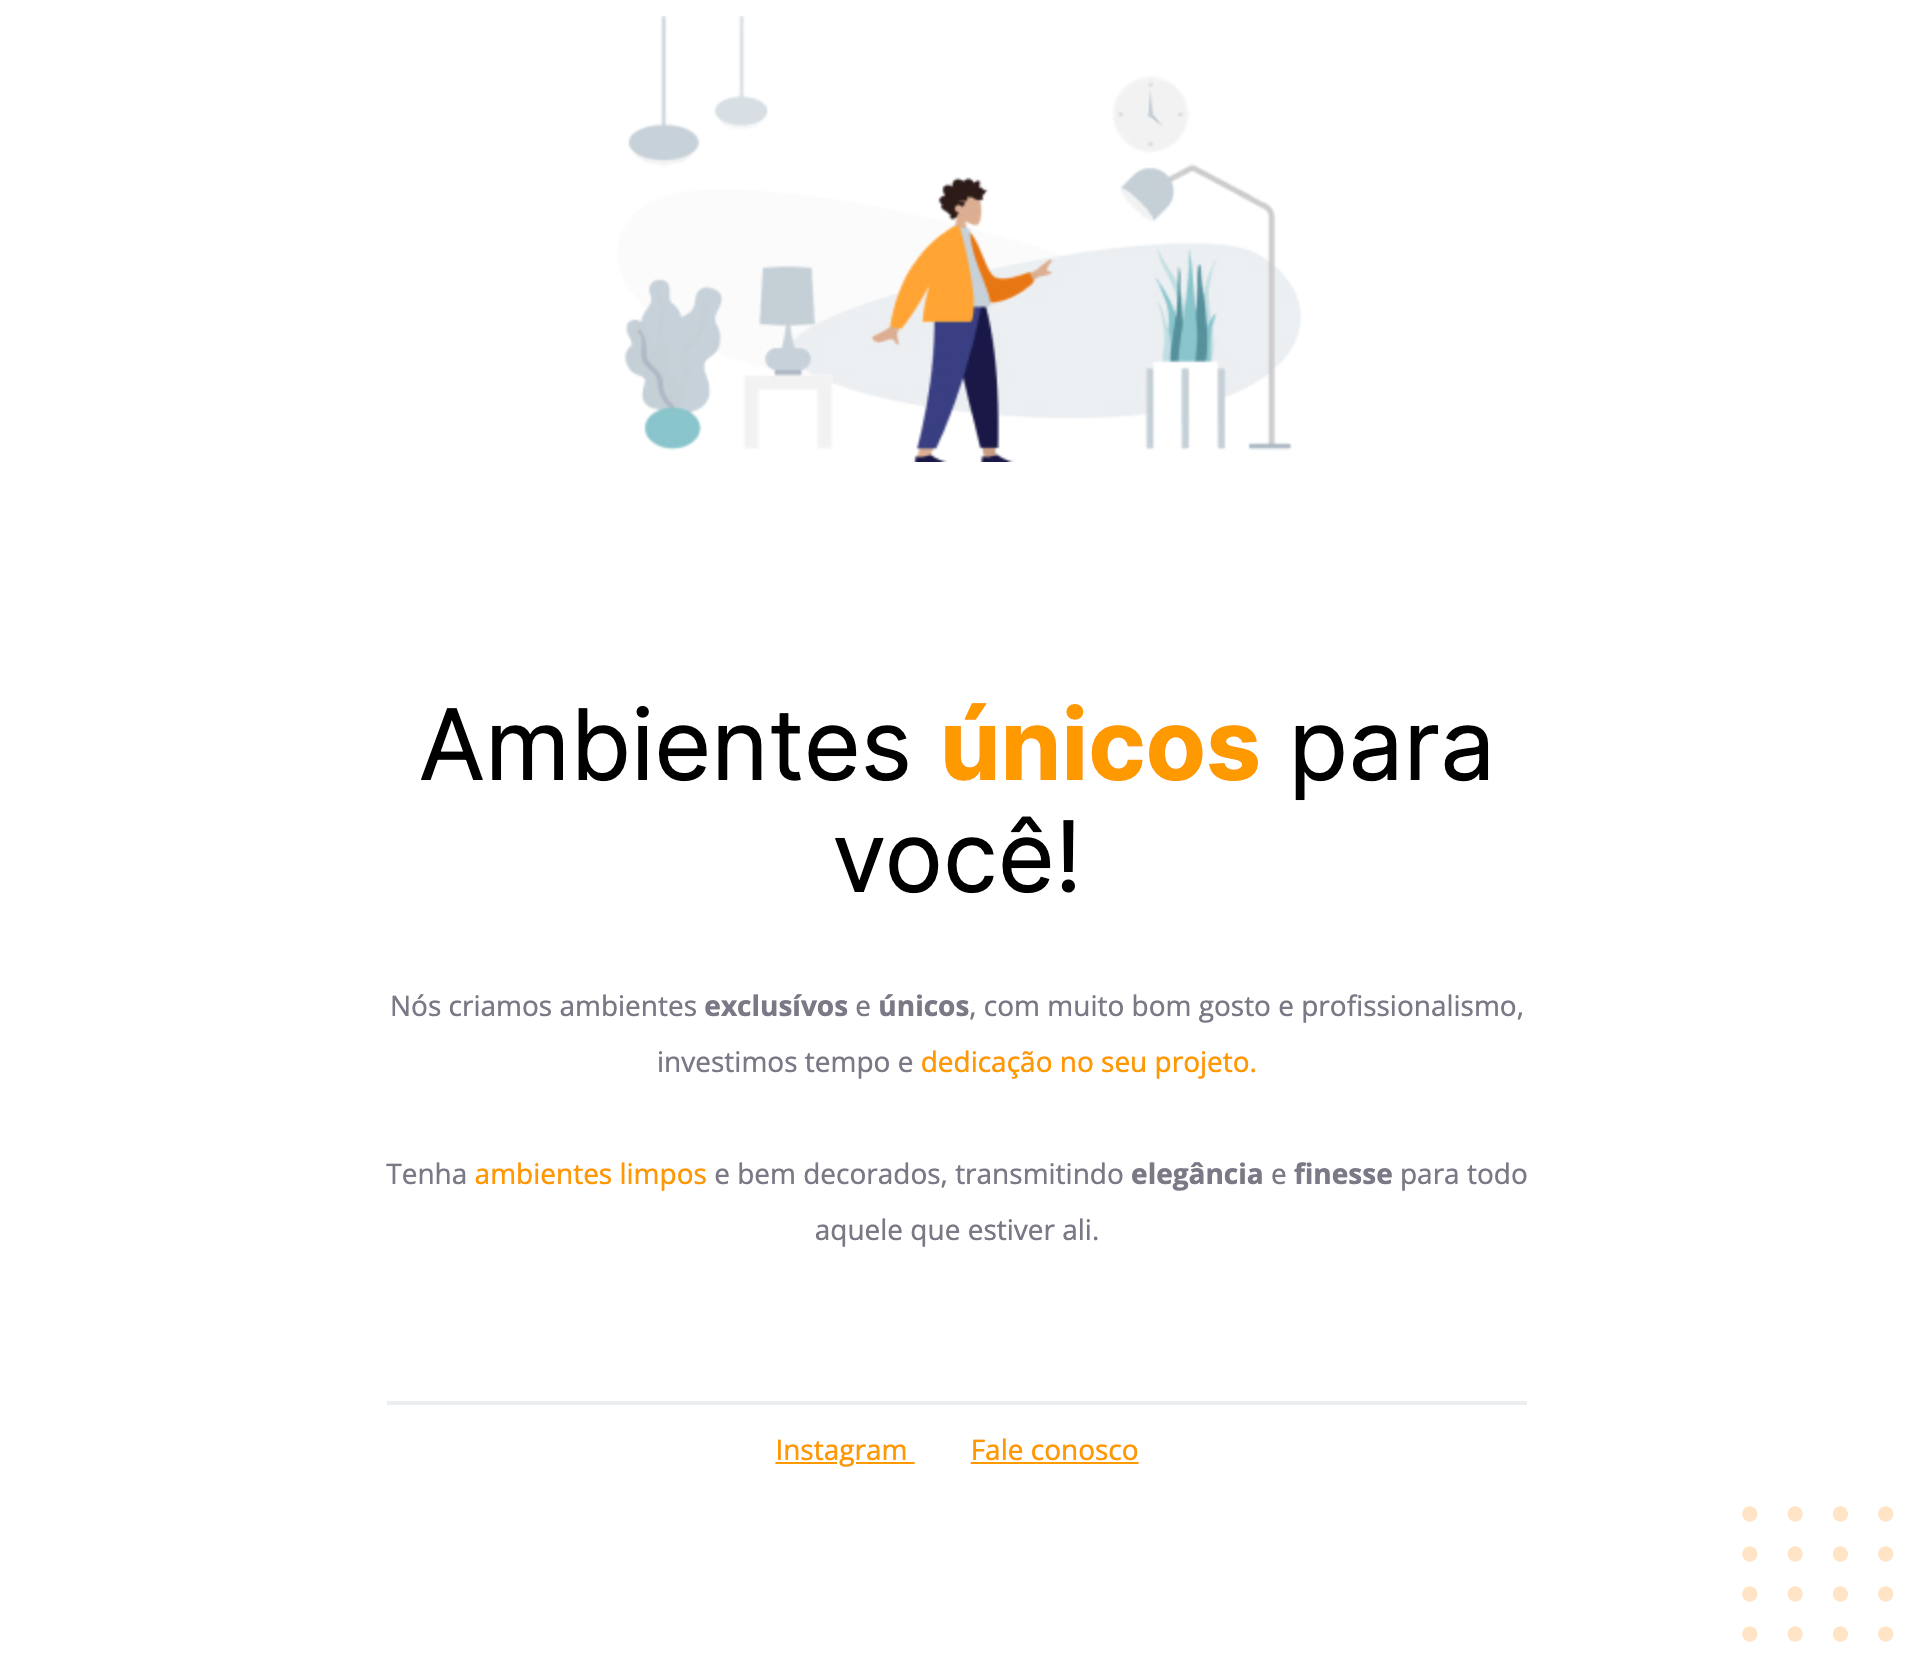 Ambientes únicos para
você!
Nós criamos ambientes exclusívos e únicos, com muito bom gosto e profissionalismo,
investimos tempo e dedicação no seu projeto.
Tenha ambientes limpos e bem decorados, transmitindo elegância e finesse para todo
aquele que estiver ali.
Instagram Fale conosco